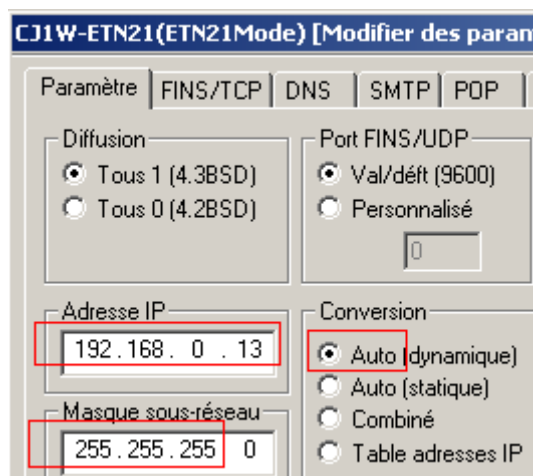 CJ1W-ETN21(ETN21Mode) [Modifier des param
Paramètre FINS/TCP DNS SMTP POP
Diffusion
Tous 1 (4.3BSD)
Tous 0 (4.2BSD)
Port FINS/UDP
Val/déft (9600)
Personnalisé
0
Adresse IP
192.168. 0 .13
Masque sous-réseau
255.255.255 0
Conversion
Auto (dynamique)
Auto (statique)
Combiné
Table adresses IP